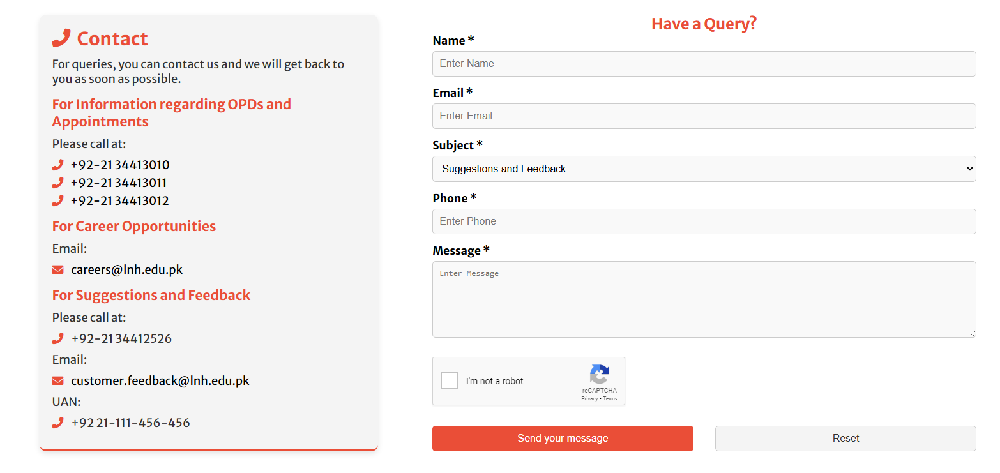 Contact
For queries, you can contact us and we will get back to
you as soon as possible.
For Information regarding OPDs and
Appointments
Please call at:
+92-21 34413010
+92-21 34413011
+92-21 34413012
For Career Opportunities
Email:
careers@lnh.edu.pk
For Suggestions and Feedback
Please call at:
+92-21 34412526
Email:
customer.feedback@lnh.edu.pk
UAN:
+92 21-111-456-456
Have a Query?
Name *
Enter Name
Email *
Enter Email
Subject *
Suggestions and Feedback
Phone *
Enter Phone
Message *
Enter Message
I'm not a robot
reCAPTCHA
Privacy - Terms
Send your message
Reset